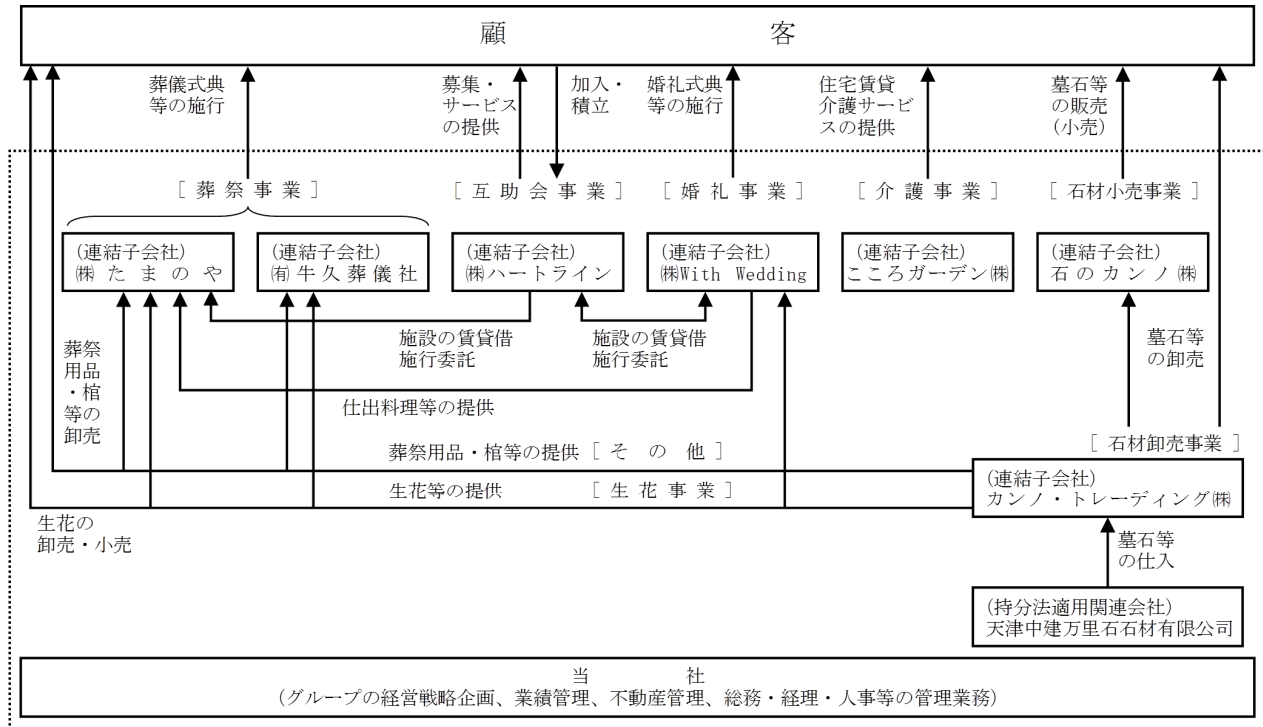 顧 客
葬儀式典
等の施行
募集・
サービス
の提供
加入・
積立
婚礼式典
等の施行
住宅賃貸
介護サービ
スの提供
墓石等
の販売
(小売)
[ 葬 祭 事 業 ]
[ 互 助 会 事 業 ]
[ 婚 礼 事 業 ]
[ 介 護 事 業 ]
[ 石材小売事業 ]
(連結子会社)
㈱ た ま の や
(連結子会社)
㈲ 牛 久 葬 儀 社
(連結子会社)
㈱ハートライン
(連結子会社)
㈱With Wedding
(連結子会社)
こころガーデン㈱
(連結子会社)
石のカンノ㈱
施設の賃貸借
施行委託
施設の賃貸借
施行委託
墓石等
の卸売
葬祭
用品
・棺
等の
卸売
仕出料理等の提供
[ 石材卸売事業 ]
葬祭用品・棺等の提供 [ そ の 他 ]
(連結子会社)
カンノ・トレーディング㈱
生花等の提供 [ 生 花 事 業 ]
生花の
卸売・小売
墓石等
の仕入
(持分法適用関連会社)
天津中建万里石石材有限公司
当 社
(グループの経営戦略企画、業績管理、不動産管理、総務・経理・人事等の管理業務)